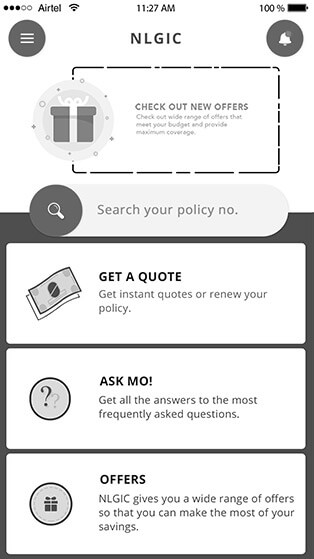 Airtel 11:27 AM 100 %
NLGIC
CHECK OUT NEW OFFERS
Check out wide range of offers that
meet your budget and provide
maximum coverage.
Search your policy no.
GET A QUOTE
Get instant quotes or renew your
policy.
ASK MO!
Get all the answers to the most
frequently asked questions.
OFFERS
NLGIC gives you a wide range of offers
so that you can make the most of your
savings.